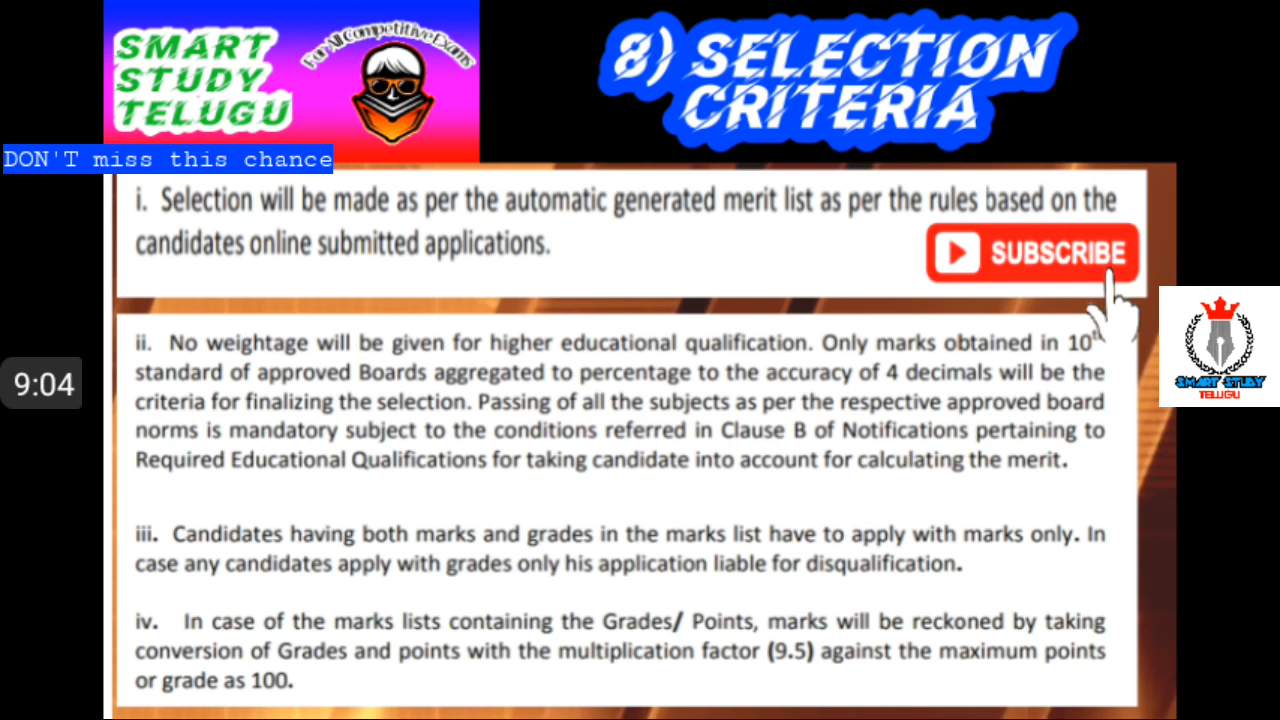 SMART
STUDY
TELUGU
For All Competitive Exams
8) SELECTION
CRITERIA
DON'T miss this chance
i. Selection will be made as per the automatic generated merit list as per the rules based on the
candidates online submitted applications.
SUBSCRIBE
ii. No weightage will be given for higher educational qualification. Only marks obtained in 10th
standard of approved Boards aggregated to percentage to the accuracy of 4 decimals will be the
criteria for finalizing the selection. Passing of all the subjects as per the respective approved board
norms is mandatory subject to the conditions referred in Clause B of Notifications pertaining to
Required Educational Qualifications for taking candidate into account for calculating the merit.
9:04
SMART STUDY
TELUGU
iii. Candidates having both marks and grades in the marks list have to apply with marks only. In
case any candidates apply with grades only his application liable for disqualification.
iv. In case of the marks lists containing the Grades/ Points, marks will be reckoned by taking
conversion of Grades and points with the multiplication factor (9.5) against the maximum points
or grade as 100.